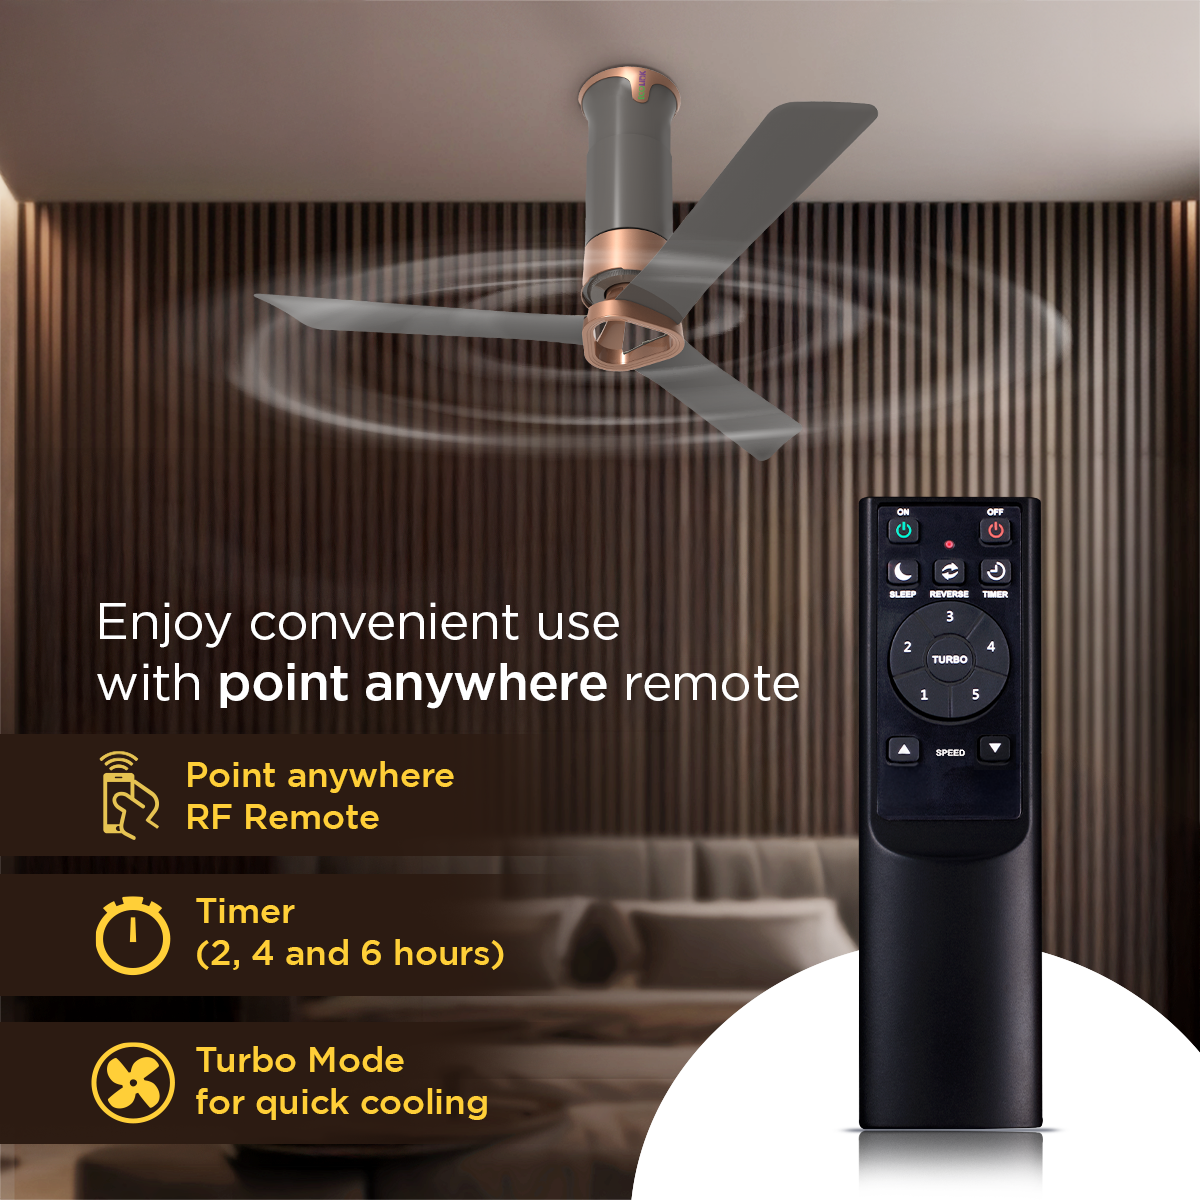 Enjoy convenient use
with point anywhere remote
Point anywhere
RF Remote
Timer
(2, 4 and 6 hours)
Turbo Mode
for quick cooling
ON OFF
SLEEP REVERSE TIMER
3
2 4
TURBO
1 5
SPEED